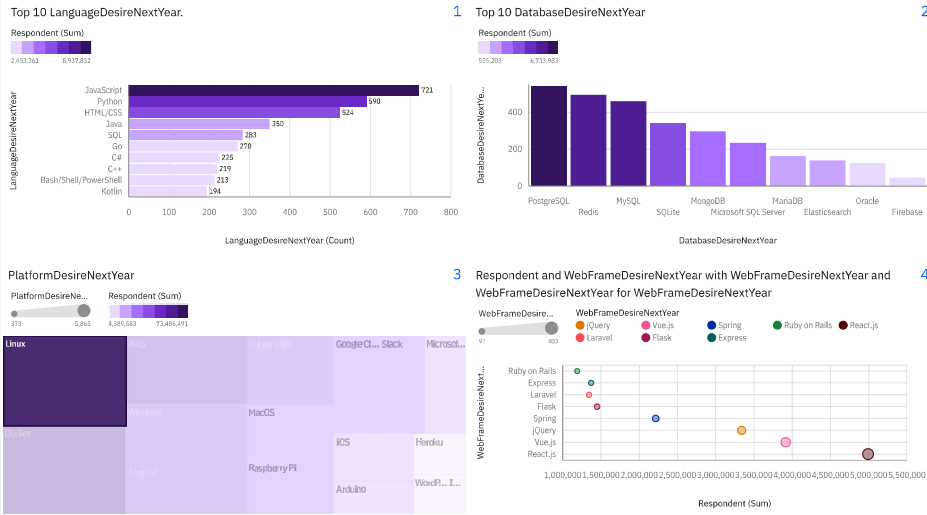 Top 10 LanguageDesireNextYear.
1
Respondent (Sum)
2,453,361 8,937,832
LanguageDesireNextYear
JavaScript 721
Python 590
HTML/CSS 524
Java 350
SQL 283
Go 270
C# 225
C++ 219
Bash/Shell/PowerShell 213
Kotlin 194
0 100 200 300 400 500 600 700 800
LanguageDesireNextYear (Count)
Top 10 DatabaseDesireNextYear
2
Respondent (Sum)
555,203 6,733,983
DatabaseDesireNextYe...
400
200
0
PostgreSQL MySQL MongoDB MariaDB Oracle
Redis SQLite Microsoft SQL Server Elasticsearch Firebase
DatabaseDesireNextYear
PlatformDesireNextYear
3
PlatformDesireNe... Respondent (Sum)
373 5,865 4,389,583 73,466,491
Linux AWS Kubernetes Google Cl... Slack Microsof...
Windows MacOS
Docker iOS Heroku
Android Raspberry Pi
Arduino WordP... I...
Respondent and WebFrameDesireNextYear with WebFrameDesireNextYear and
WebFrameDesireNextYear for WebFrameDesireNextYear
4
WebFrameDesire... WebFrameDesireNextYear
97 403
jQuery Vue.js Spring Ruby on Rails React.js
Laravel Flask Express
WebFrameDesireNext...
Ruby on Rails
Express
Laravel
Flask
Spring
jQuery
Vue.js
React.js
1,000,000 1,500,000 2,000,000 2,500,000 3,000,000 3,500,000 4,000,000 4,500,000 5,000,000 5,500,000
Respondent (Sum)